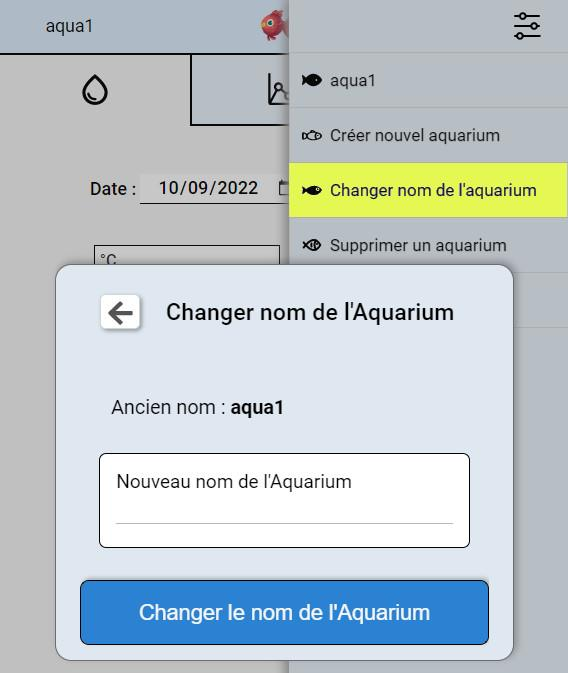 aqua1
aqua1
Créer nouvel aquarium
Changer nom de l'aquarium
Supprimer un aquarium
Date : 10/09/2022
°C
Changer nom de l'Aquarium
Ancien nom : aqua1
Nouveau nom de l'Aquarium
Changer le nom de l'Aquarium